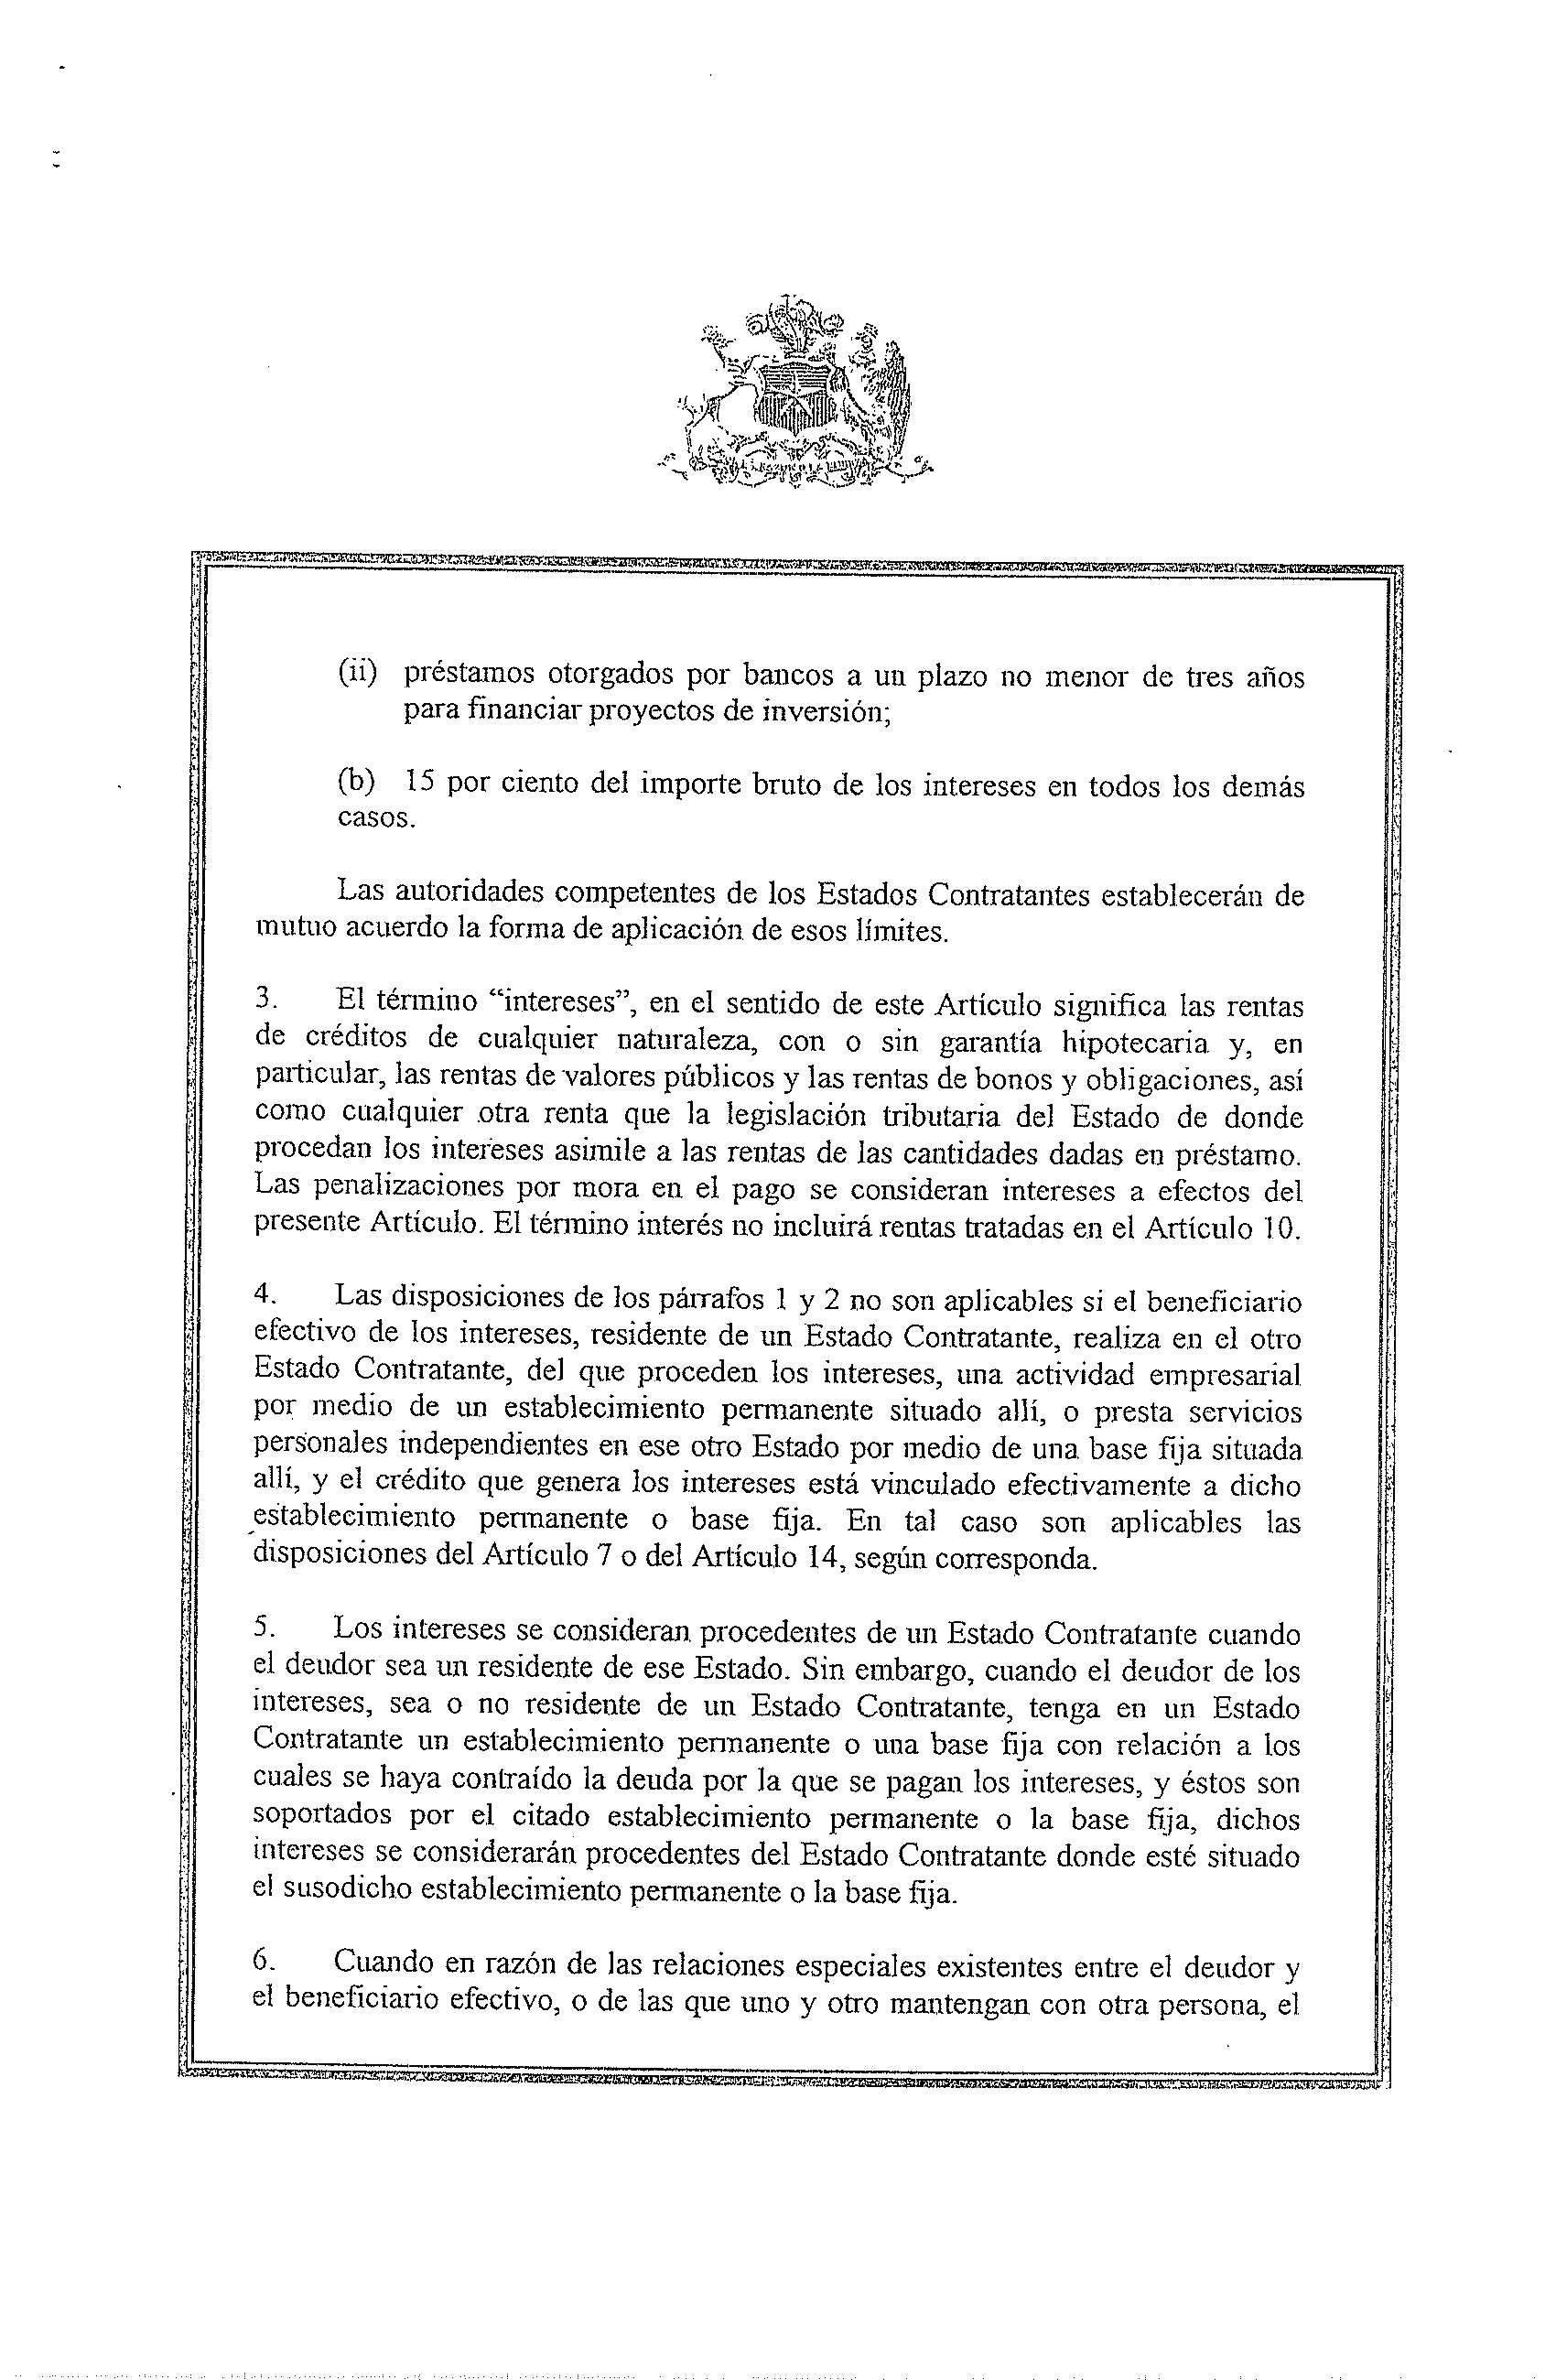 (ii) préstamos otorgados por bancos a un plazo no menor de tres años
para financiar proyectos de inversión;
(b) 15 por ciento del importe bruto de los intereses en todos los demás
casos.
Las autoridades competentes de los Estados Contratantes establecerán de
mutuo acuerdo la forma de aplicación de esos límites.
3. El término “intereses”, en el sentido de este Artículo significa las rentas
de créditos de cualquier naturaleza, con o sin garantía hipotecaria y, en
particular, las rentas de valores públicos y las rentas de bonos y obligaciones, así
como cualquier otra renta que la legislación tributaria del Estado de donde
procedan los intereses asimile a las rentas de las cantidades dadas en préstamo.
Las penalizaciones por mora en el pago se consideran intereses a efectos del
presente Artículo. El término interés no incluirá rentas tratadas en el Artículo 10.
4. Las disposiciones de los párrafos 1 y 2 no son aplicables si el beneficiario
efectivo de los intereses, residente de un Estado Contratante, realiza en el otro
Estado Contratante, del que proceden los intereses, una actividad empresarial
por medio de un establecimiento permanente situado allí, o presta servicios
personales independientes en ese otro Estado por medio de una base fija situada
allí, y el crédito que genera los intereses está vinculado efectivamente a dicho
establecimiento permanente o base fija. En tal caso son aplicables las
disposiciones del Artículo 7 o del Artículo 14, según corresponda.
5. Los intereses se consideran procedentes de un Estado Contratante cuando
el deudor sea un residente de ese Estado. Sin embargo, cuando el deudor de los
intereses, sea o no residente de un Estado Contratante, tenga en un Estado
Contratante un establecimiento permanente o una base fija con relación a los
cuales se haya contraído la deuda por la que se pagan los intereses, y éstos son
soportados por el citado establecimiento permanente o la base fija, dichos
intereses se considerarán procedentes del Estado Contratante donde esté situado
el susodicho establecimiento permanente o la base fija.
6. Cuando en razón de las relaciones especiales existentes entre el deudor y
el beneficiario efectivo, o de las que uno y otro mantengan con otra persona, el